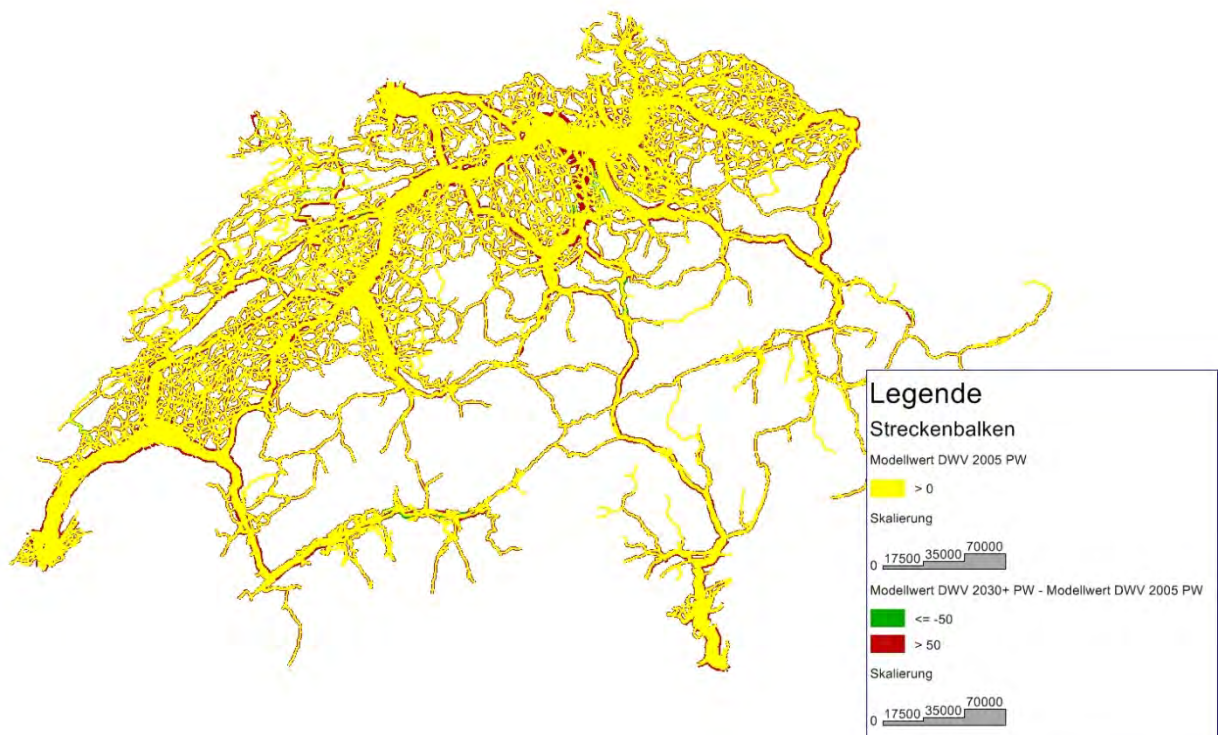 Legende
Streckenbalken
Modellwert DWV 2005 PW
> 0
Skalierung
0 17500 35000 70000
Modellwert DWV 2030+ PW - Modellwert DWV 2005 PW
<= -50
> 50
Skalierung
0 17500 35000 70000